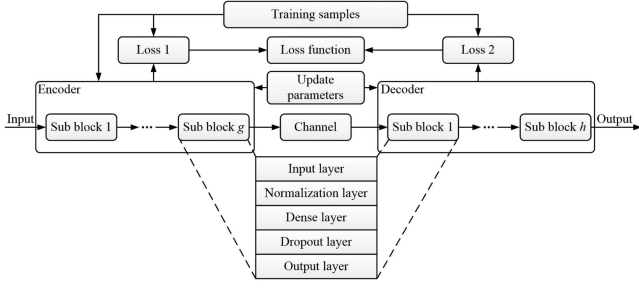 Training samples
Loss 1
Loss function
Loss 2
Encoder
Update
parameters
Decoder
Input
Sub block 1
...
Sub block g
Channel
Sub block 1
...
Sub block h
Output
Input layer
Normalization layer
Dense layer
Dropout layer
Output layer